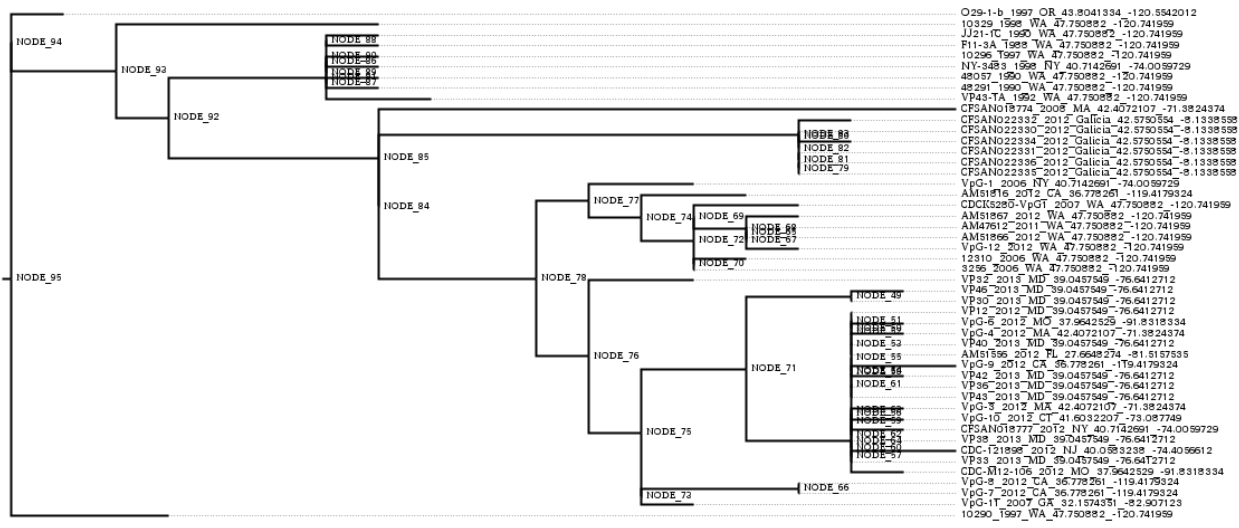 O29-1-b_1997_OR_43.8041334_-120.5542012
10329_1998_WA_47.750882_-120.741959
JJ21-1C_1990_WA_47.750882_-120.741959
F11-3A_1988_WA_47.750882_-120.741959
10296_1997_WA_47.750882_-120.741959
NY-3483_1998_NY_40.7142691_-74.0059729
48057_1990_WA_47.750882_-120.741959
48291_1990_WA_47.750882_-120.741959
VP43-TA_1992_WA_47.750882_-120.741959
CFSAN018774_2008_MA_42.4072107_-71.3824374
CFSAN022332_2012_Galicia_42.5750554_-8.1338558
CFSAN022330_2012_Galicia_42.5750554_-8.1338558
CFSAN022334_2012_Galicia_42.5750554_-8.1338558
CFSAN022331_2012_Galicia_42.5750554_-8.1338558
CFSAN022336_2012_Galicia_42.5750554_-8.1338558
CFSAN022335_2012_Galicia_42.5750554_-8.1338558
VpG-1_2006_NY_40.7142691_-74.0059729
AM51816_2012_CA_36.778261_-119.4179324
CDCK5280-VpG1_2007_WA_47.750882_-120.741959
AM51867_2012_WA_47.750882_-120.741959
AM47612_2011_WA_47.750882_-120.741959
AM51866_2012_WA_47.750882_-120.741959
VpG-12_2012_WA_47.750882_-120.741959
12310_2006_WA_47.750882_-120.741959
3256_2006_WA_47.750882_-120.741959
VP32_2013_MD_39.0457549_-76.6412712
VP46_2013_MD_39.0457549_-76.6412712
VP30_2013_MD_39.0457549_-76.6412712
VP12_2013_MD_39.0457549_-76.6412712
VpG-6_2012_MO_37.9642529_-91.8318334
VpG-4_2012_MA_42.4072107_-71.3824374
VP40_2013_MD_39.0457549_-76.6412712
AM51556_2012_FL_27.6648274_-81.5157535
VpG-9_2012_CA_36.778261_-119.4179324
VP42_2013_MD_39.0457549_-76.6412712
VP36_2013_MD_39.0457549_-76.6412712
VP43_2013_MD_39.0457549_-76.6412712
VpG-3_2012_MA_42.4072107_-71.3824374
VpG-10_2012_CT_41.6032207_-73.087749
CFSAN018777_2012_NY_40.7142691_-74.0059729
VP38_2013_MD_39.0457549_-76.6412712
CDC-121898_2012_NJ_40.0583238_-74.4056612
VP33_2013_MD_39.0457549_-76.6412712
CDC-M12-106_2012_MO_37.9642529_-91.8318334
VpG-8_2012_CA_36.778261_-119.4179324
VpG-7_2012_CA_36.778261_-119.4179324
VpG-11_2007_GA_32.1574351_-82.907123
10290_1997_WA_47.750882_-120.741959
NODE_94
NODE_88
NODE_93
NODE_86
NODE_87
NODE_92
NODE_85
NODE_82
NODE_81
NODE_79
NODE_84
NODE_77
NODE_74
NODE_69
NODE_72
NODE_67
NODE_70
NODE_95
NODE_78
NODE_49
NODE_51
NODE_53
NODE_76
NODE_55
NODE_71
NODE_61
NODE_75
NODE_57
NODE_66
NODE_73